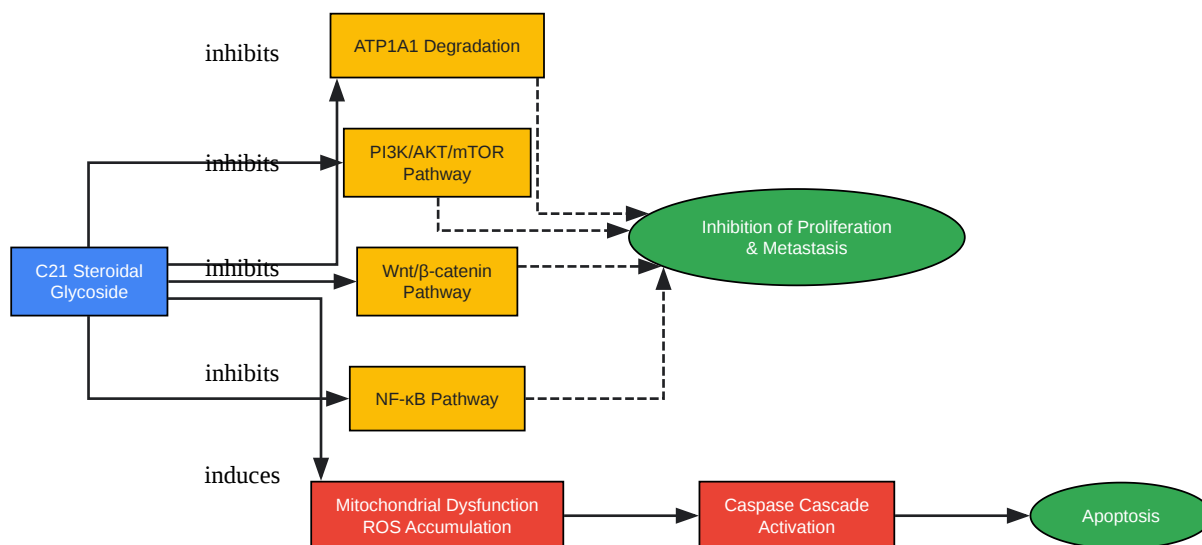 inhibits
ATP1A1 Degradation
inhibits
PI3K/AKT/mTOR
Pathway
Inhibition of Proliferation
& Metastasis
C21 Steroidal
Glycoside
inhibits
Wnt/β-catenin
Pathway
inhibits
NF-κB Pathway
induces
Mitochondrial Dysfunction
ROS Accumulation
Caspase Cascade
Activation
Apoptosis